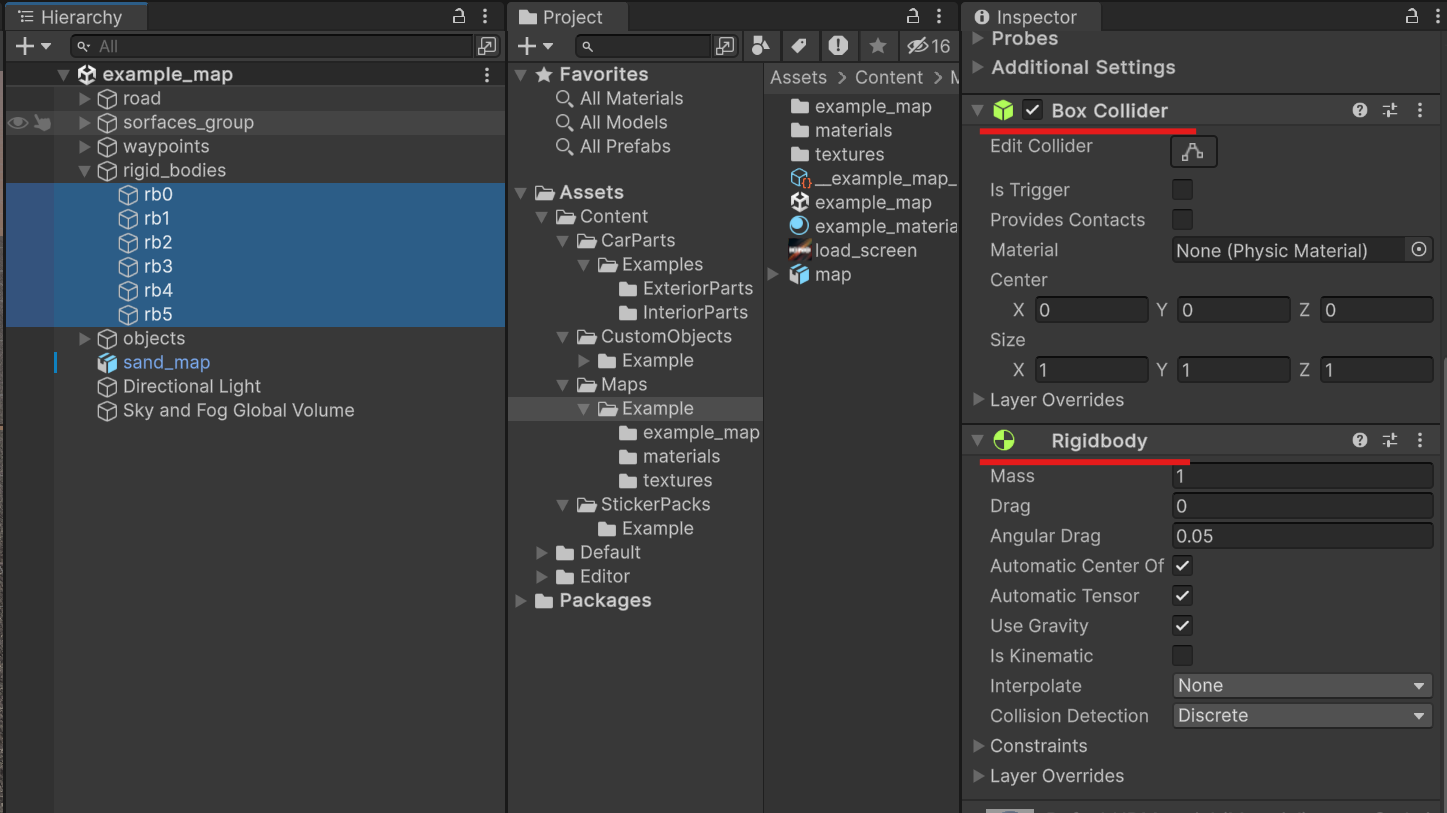 Hierarchy
All
example_map
road
sorfaces_group
waypoints
rigid_bodies
rb0
rb1
rb2
rb3
rb4
rb5
objects
sand_map
Directional Light
Sky and Fog Global Volume
Project
16
Favorites
All Materials
All Models
All Prefabs
Assets
Content
CarParts
Examples
ExteriorParts
InteriorParts
CustomObjects
Example
Maps
Example
example_map
materials
textures
StickerPacks
Example
Default
Editor
Packages
Assets > Content > M
example_map
materials
textures
__example_map_
example_map
example_materia
load_screen
map
Inspector
Probes
Additional Settings
Box Collider
Edit Collider
Is Trigger
Provides Contacts
Material None (Physic Material)
Center
X 0 Y 0 Z 0
Size
X 1 Y 1 Z 1
Layer Overrides
Rigidbody
Mass 1
Drag 0
Angular Drag 0.05
Automatic Center Of
Automatic Tensor
Use Gravity
Is Kinematic
Interpolate None
Collision Detection Discrete
Constraints
Layer Overrides